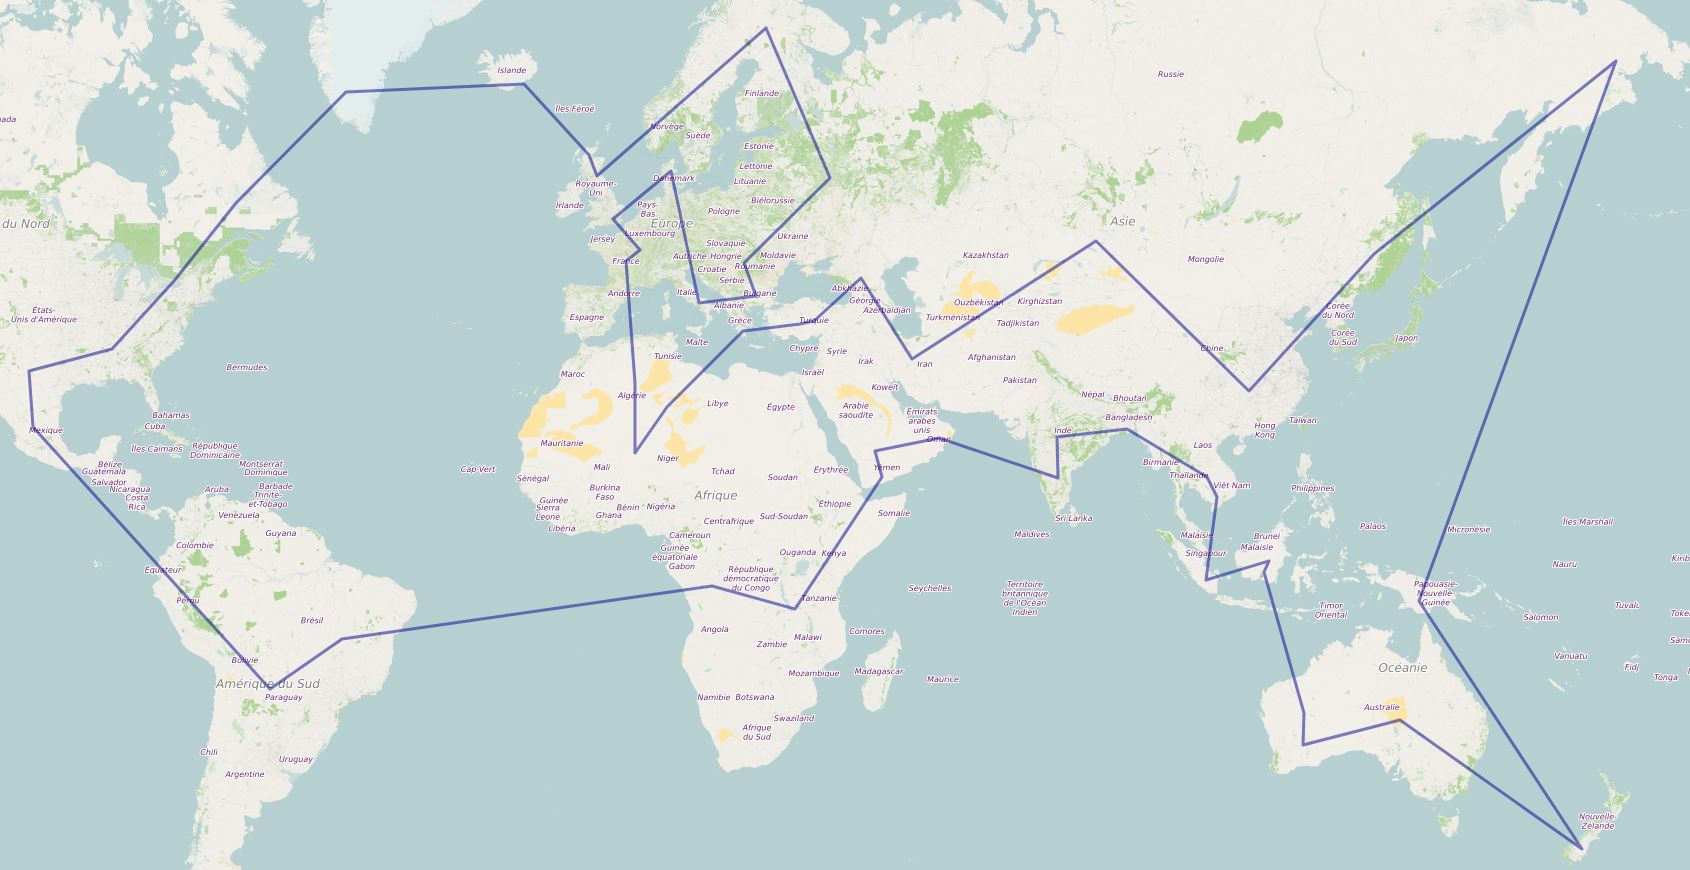 Islande
Russie
Finlande
Îles Féroé
ada
Norvège
Suède
Estonie
Lettonie
Danemark
Lituanie
Royaume-
Uni
Irlande
Pays-
Bas
Biélorussie
Pologne
du Nord
Europe
Asie
Luxembourg
Ukraine
Jersey
Slovaquie
Autriche
Hongrie
Moldavie
Kazakhstan
Mongolie
France
Croatie
Roumanie
Serbie
Andorre
Italie
Bulgarie
Abkhazie
Géorgie
Azerbaïdjan
Ouzbékistan
Kirghizstan
États-
Unis d'Amérique
Espagne
Albanie
Grèce
Turquie
Turkménistan
Tadjikistan
Corée
du Nord
Corée
du Sud
Japon
Malte
Chypre
Syrie
Chine
Tunisie
Irak
Iran
Afghanistan
Bermudes
Maroc
Israël
Pakistan
Koweït
Algérie
Libye
Égypte
Arabie
saoudite
Népal
Bhoutan
Bahamas
Cuba
Émirats
arabes
unis
Bangladesh
Taïwan
Mexique
Hong
Kong
Inde
Oman
Îles Caïmans
République
Dominicaine
Mauritanie
Laos
Bélize
Guatémala
Salvador
Nicaragua
Costa
Rica
Montserrat
Dominique
Barbade
Trinité-
et-Tobago
Aruba
Cap-Vert
Mali
Niger
Tchad
Soudan
Érythrée
Yémen
Birmanie
Thaïlande
Viêt Nam
Philippines
Sénégal
Burkina
Faso
Afrique
Guinée
Sierra
Leone
Libéria
Ghana
Bénin
Nigéria
Éthiopie
Venezuela
Guyana
Centrafrique
Sud-Soudan
Somalie
Sri Lanka
Maldives
Palaos
Micronésie
Îles Marshall
Colombie
Cameroun
Guinée
équatoriale
Gabon
Ouganda
Kenya
Malaisie
Singapour
Brunei
Malaisie
Équateur
République
démocratique
du Congo
Nauru
Kirib
Pérou
Tanzanie
Seychelles
Territoire
britannique
de l'Océan
Indien
Papouasie-
Nouvelle-
Guinée
Timor
Oriental
Salomon
Tuvalu
Toke
Brésil
Angola
Zambie
Malawi
Comores
Samo
Bolivie
Vanuatu
Fidj
Océanie
Amérique du Sud
Paraguay
Mozambique
Madagascar
Maurice
Tonga
Namibie
Botswana
Australie
Swaziland
Afrique
du Sud
Chili
Uruguay
Argentine
Nouvelle-
Zélande